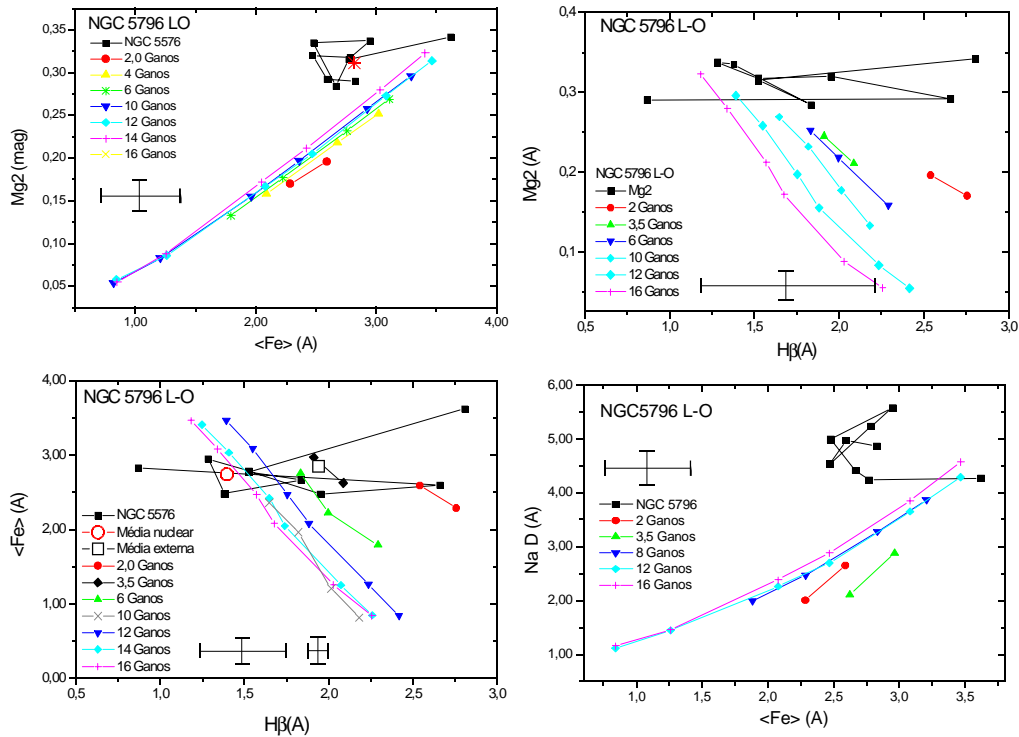 NGC 5796 LO
NGC 5576
2,0 Ganos
4 Ganos
6 Ganos
10 Ganos
12 Ganos
14 Ganos
16 Ganos
Mg2 (mag)
0,35
0,30
0,25
0,20
0,15
0,10
0,05
1,00
2,00
3,00
4,00
<Fe> (A)
NGC 5796 L-O
NGC 5796 L-O
Mg2
2 Ganos
3,5 Ganos
6 Ganos
10 Ganos
12 Ganos
16 Ganos
Mg2 (A)
0,4
0,3
0,2
0,1
0,5
1,0
1,5
2,0
2,5
3,0
Hβ(A)
NGC 5796 LO
NGC 5576
Média nuclear
Média externa
2,0 Ganos
3,5 Ganos
6 Ganos
10 Ganos
12 Ganos
14 Ganos
16 Ganos
<Fe> (A)
4,00
3,00
2,00
1,00
0,00
0,5
1,0
1,5
2,0
2,5
3,0
Hβ(A)
NGC5796 L-O
NGC 5796
2 Ganos
3,5 Ganos
8 Ganos
12 Ganos
16 Ganos
Na D (A)
6,00
5,00
4,00
3,00
2,00
1,00
1,0
1,5
2,0
2,5
3,0
3,5
<Fe> (A)